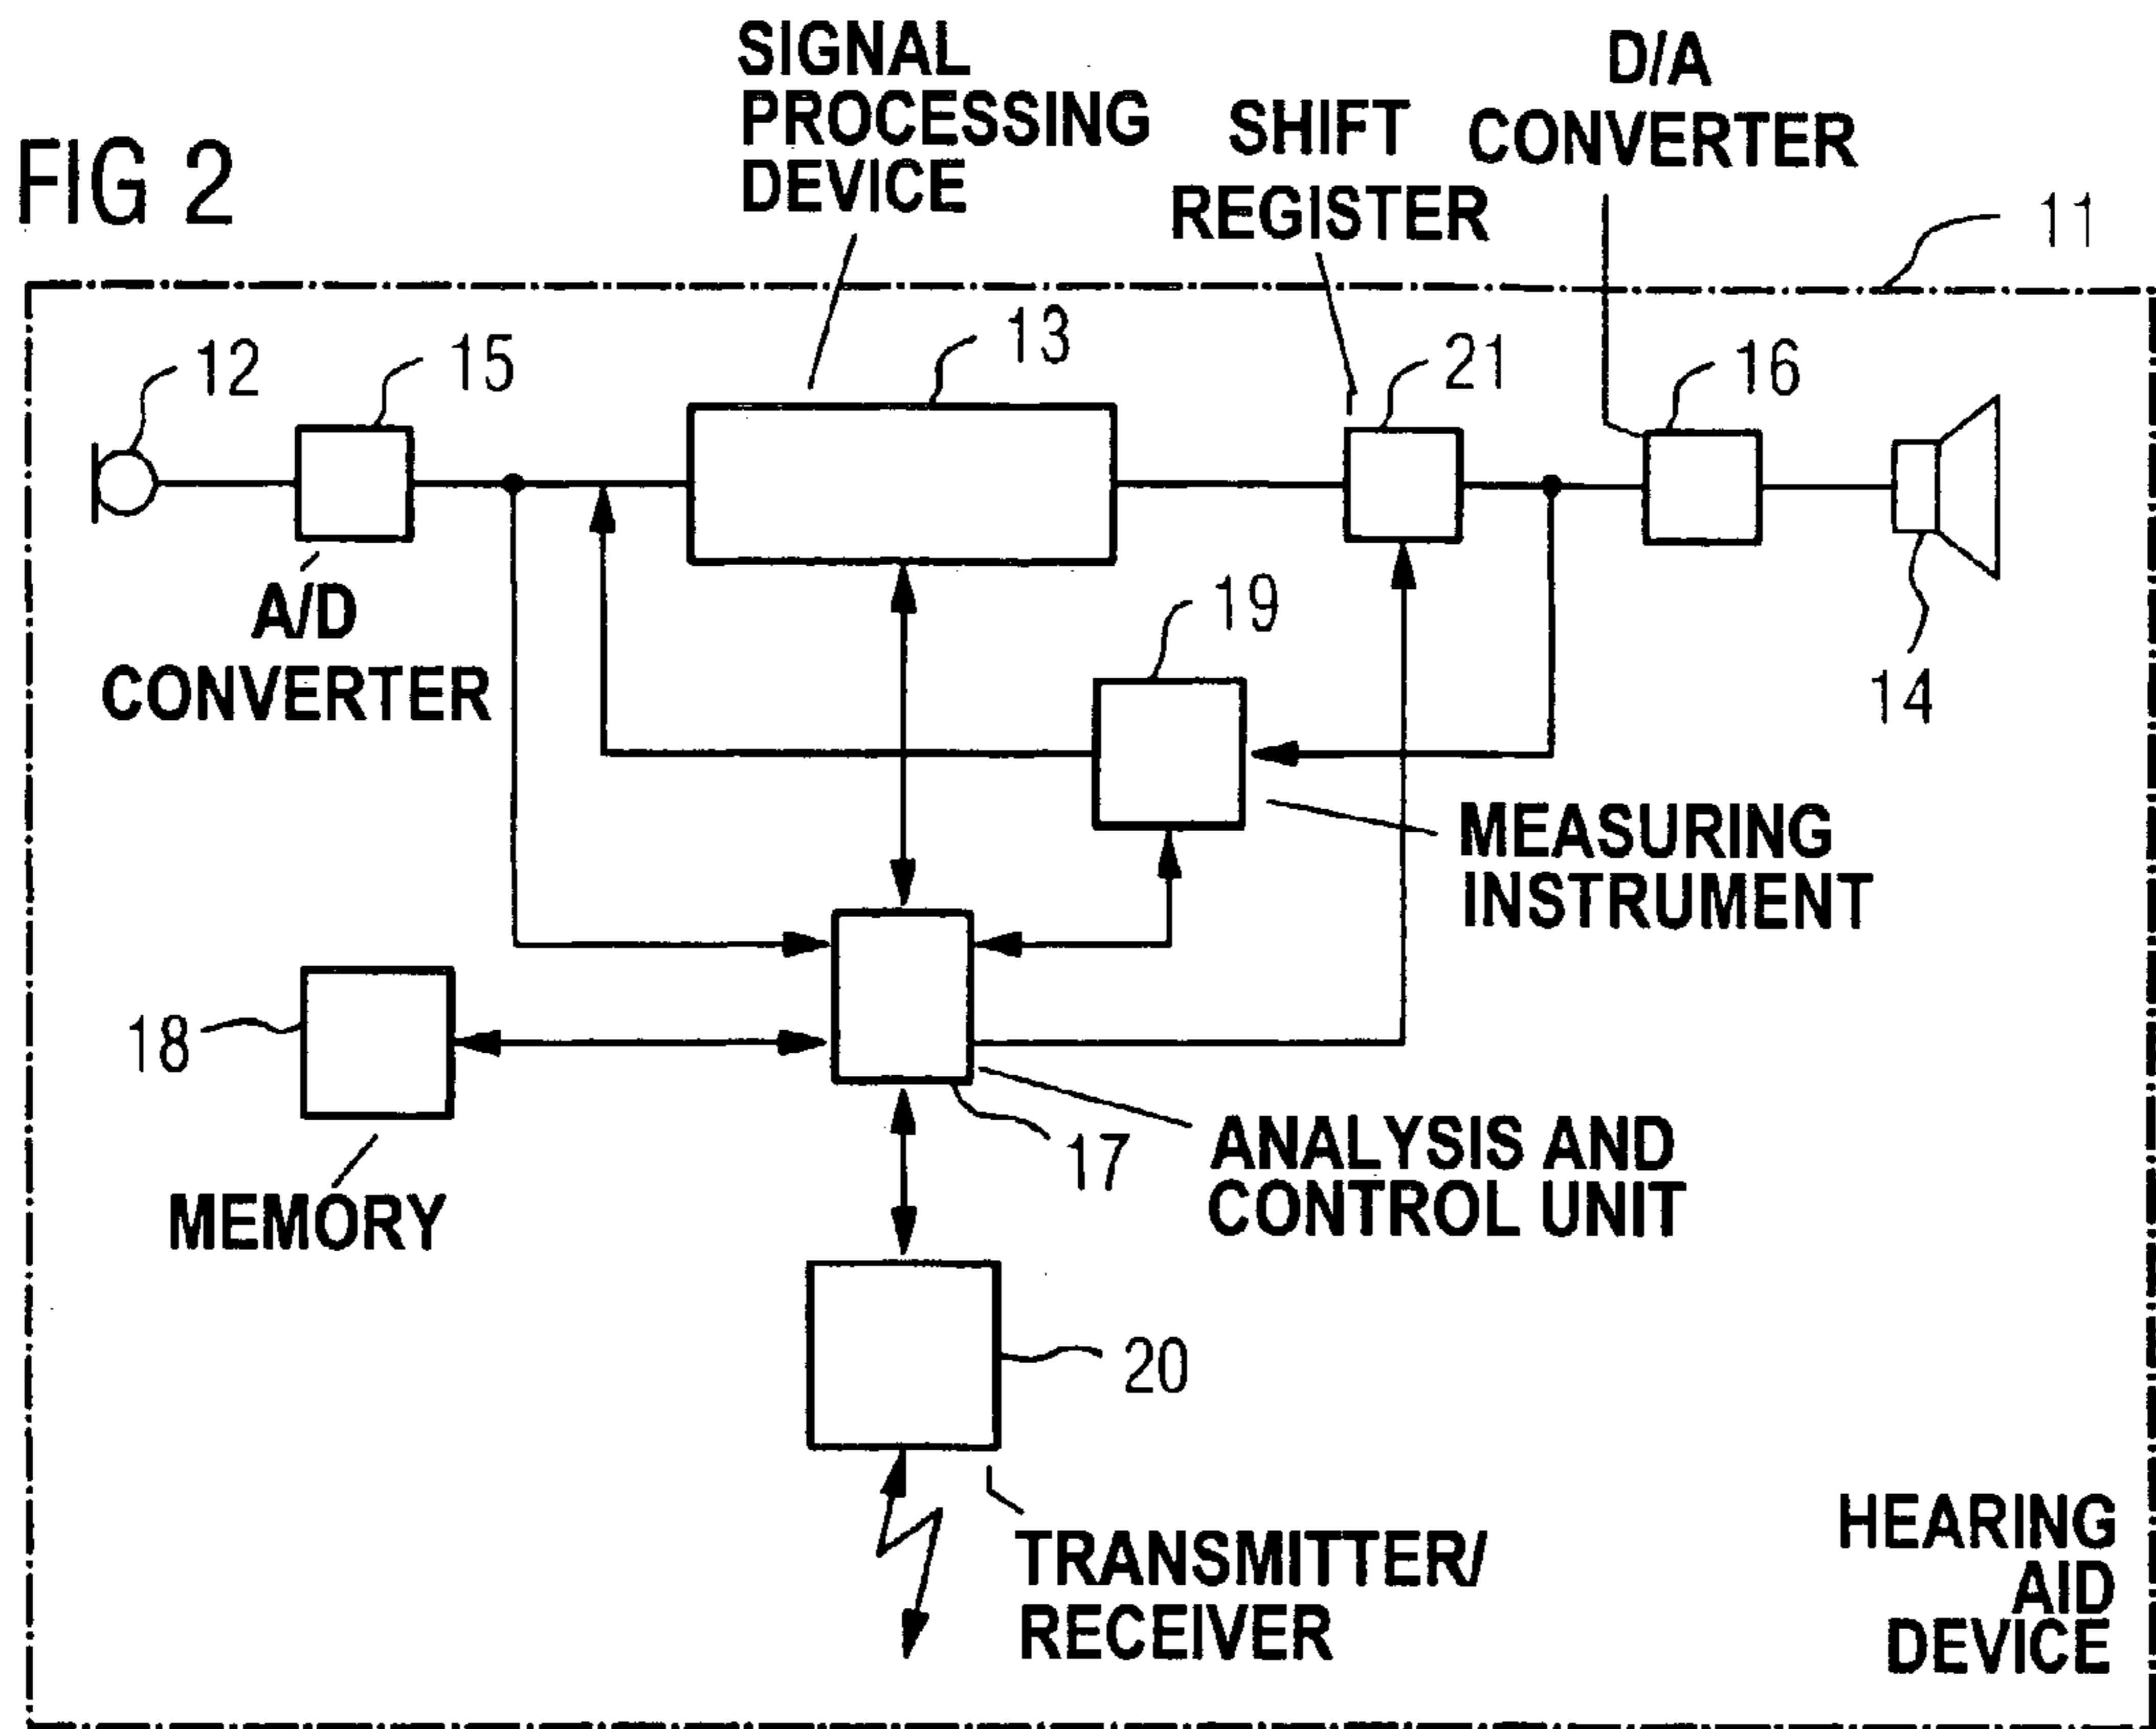 FIG 2
SIGNAL
PROCESSING
DEVICE
SHIFT
REGISTER
D/A
CONVERTER
11
12
15
13
21
16
A/D
CONVERTER
19
14
MEASURING
INSTRUMENT
18
MEMORY
17
ANALYSIS AND
CONTROL UNIT
20
TRANSMITTER/
RECEIVER
HEARING
AID
DEVICE